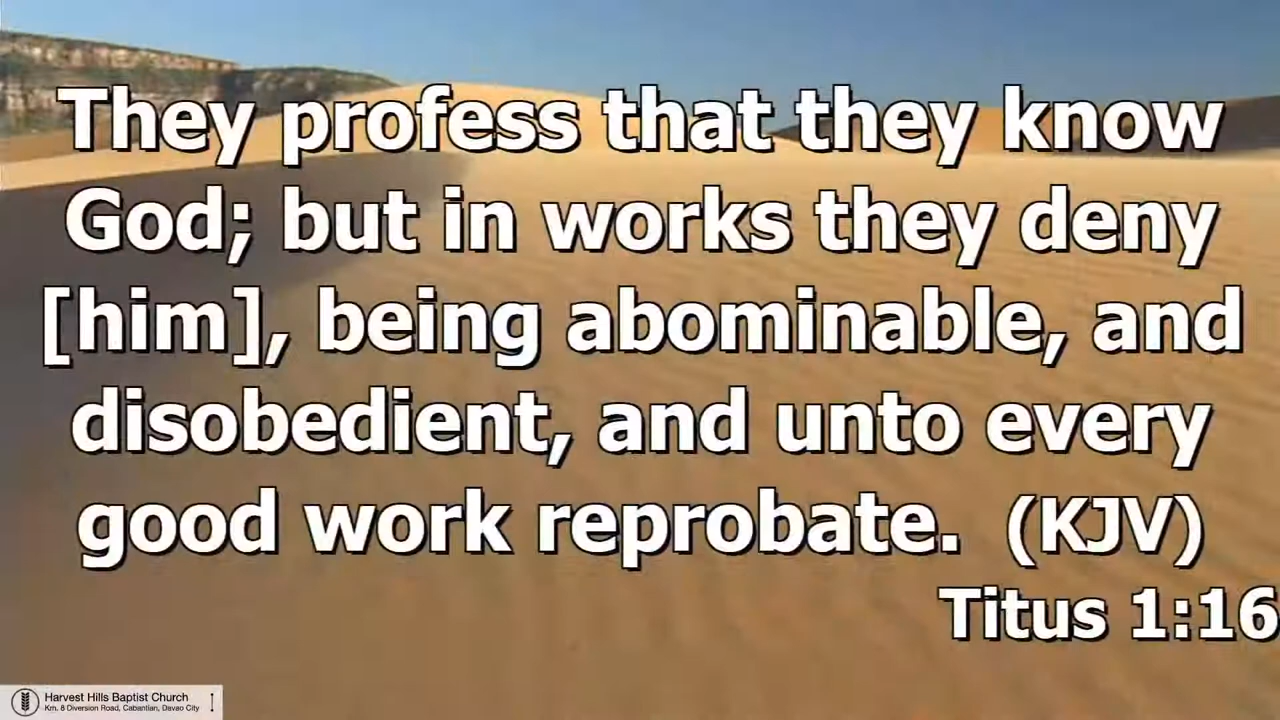 They profess that they know
God; but in works they deny
[him], being abominable, and
disobedient, and unto every
good work reprobate. (KJV)
Titus 1:16
Harvest Hills Baptist Church
Km. 8 Diversion Road, Cabantian, Davao City